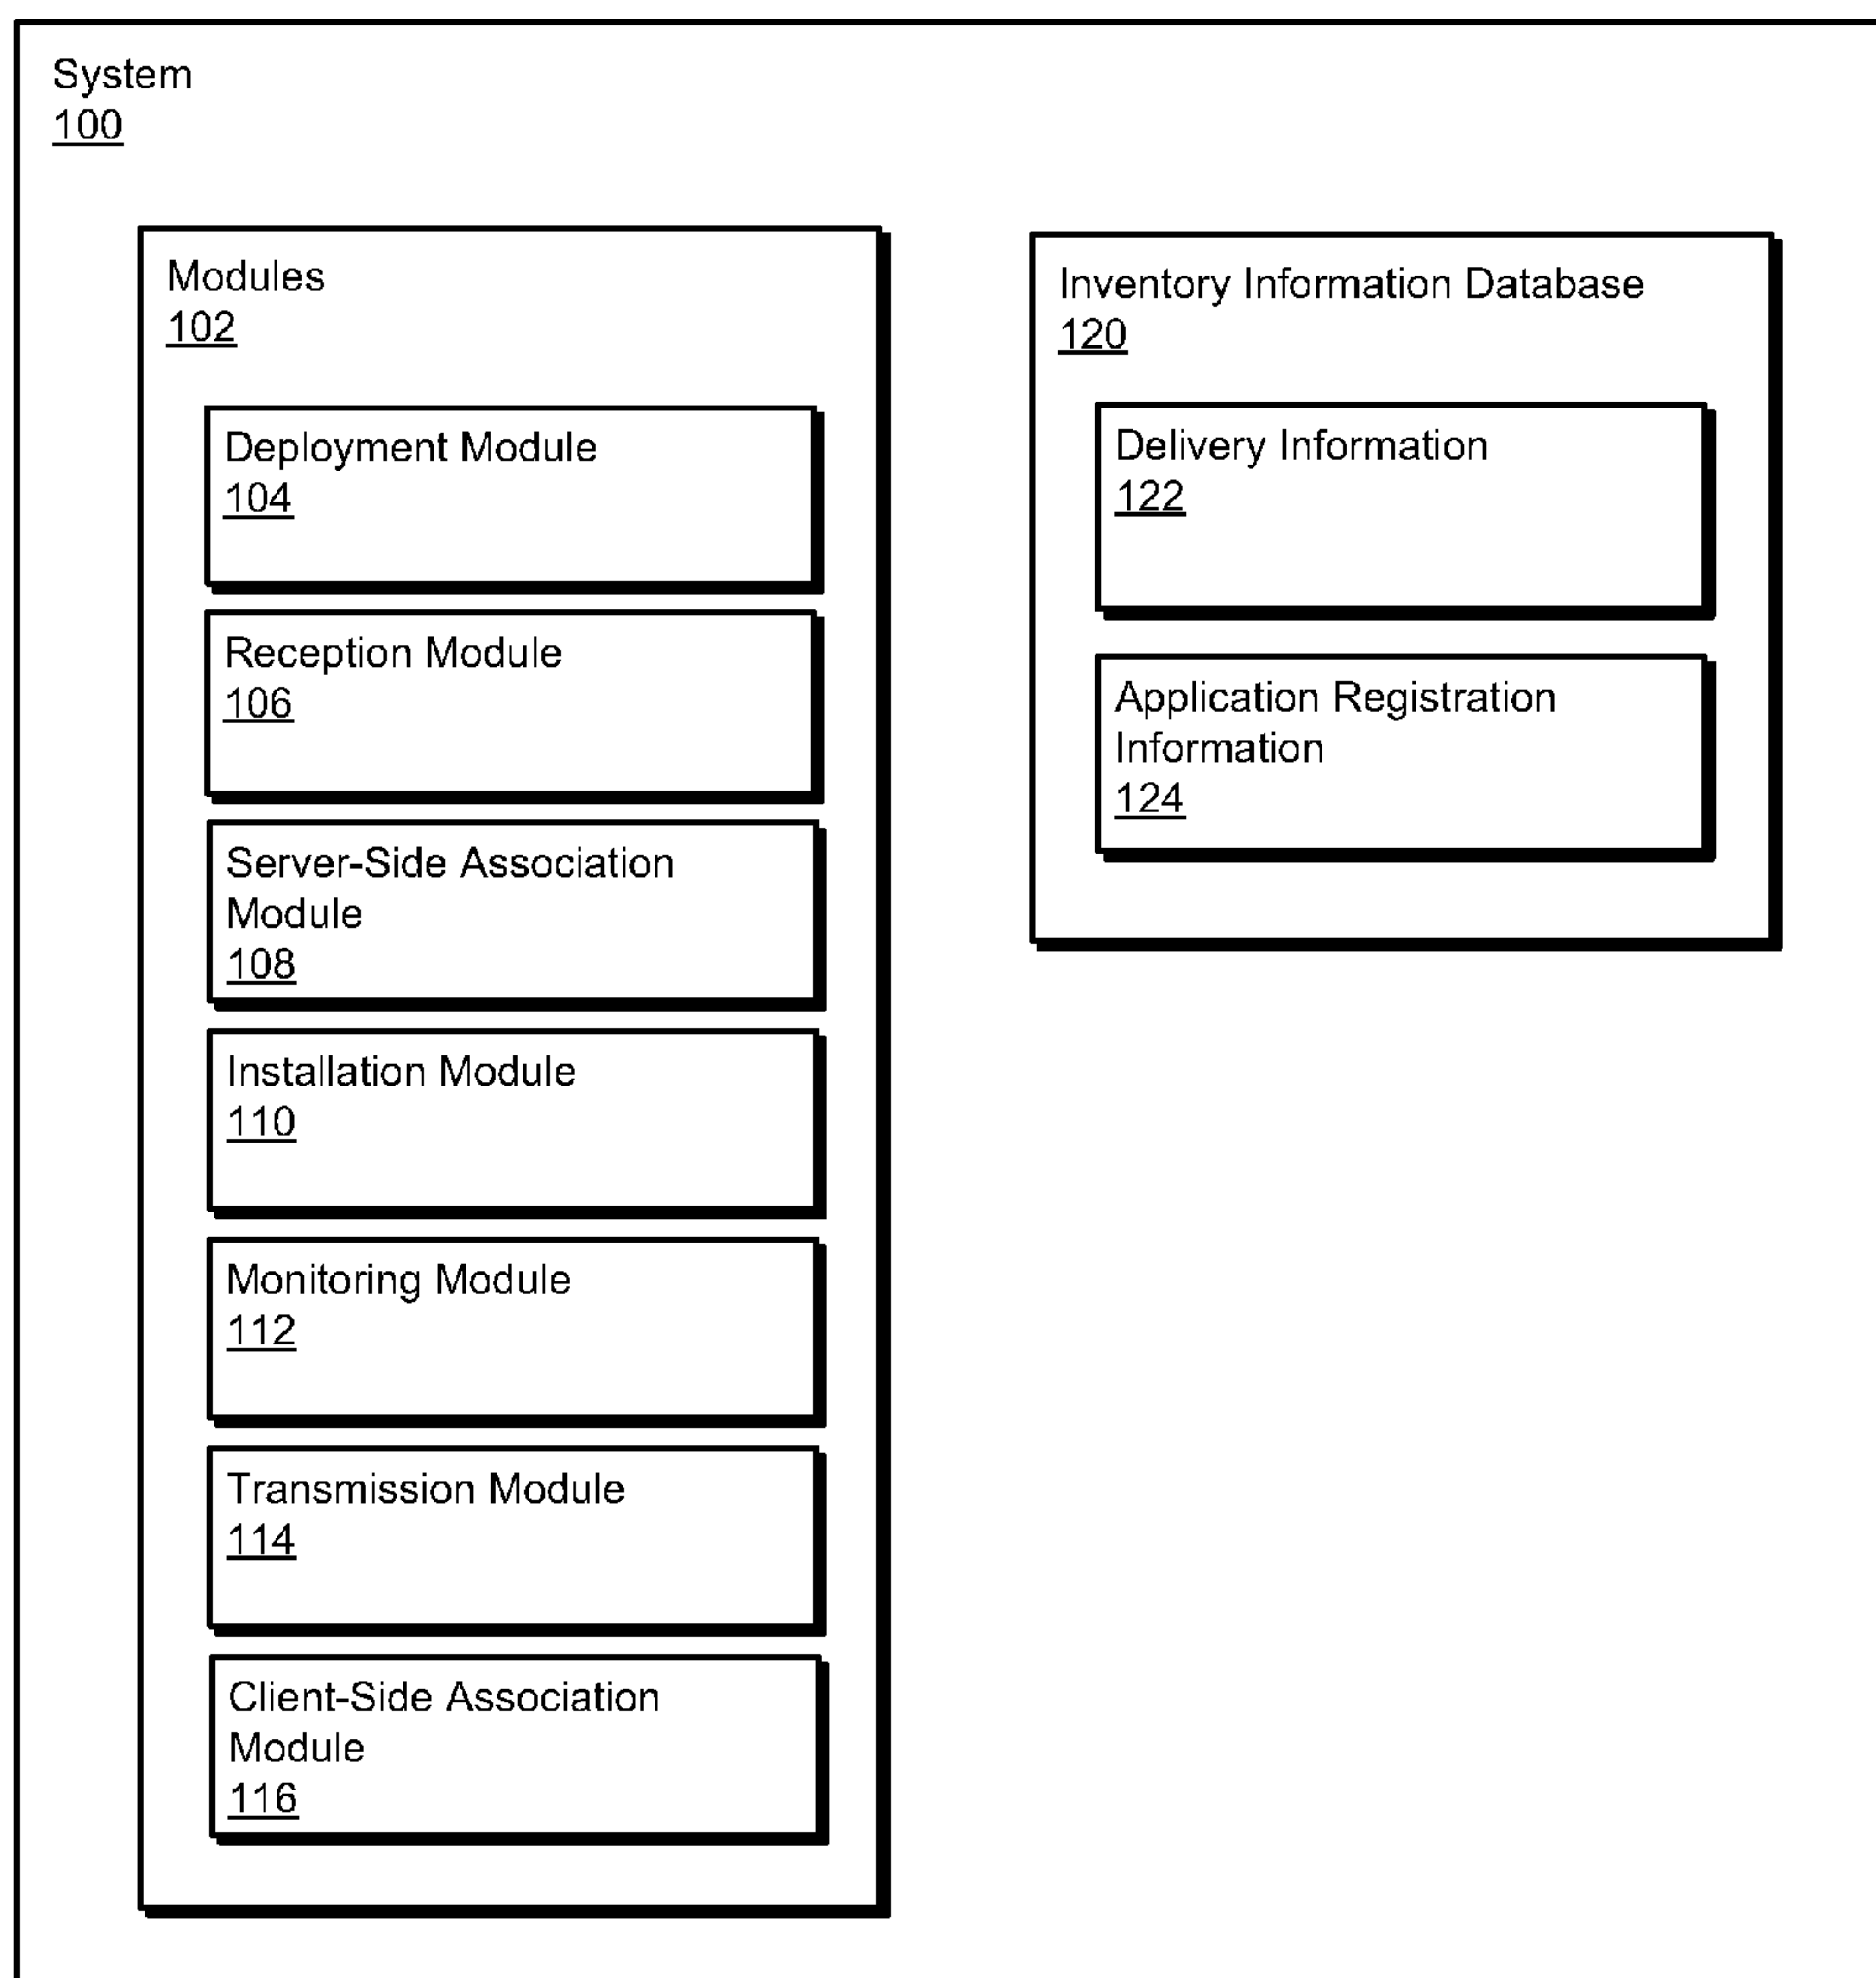 System
100
Modules
102
Deployment Module
104
Reception Module
106
Server-Side Association
Module
108
Installation Module
110
Monitoring Module
112
Transmission Module
114
Client-Side Association
Module
116
Inventory Information Database
120
Delivery Information
122
Application Registration
Information
124